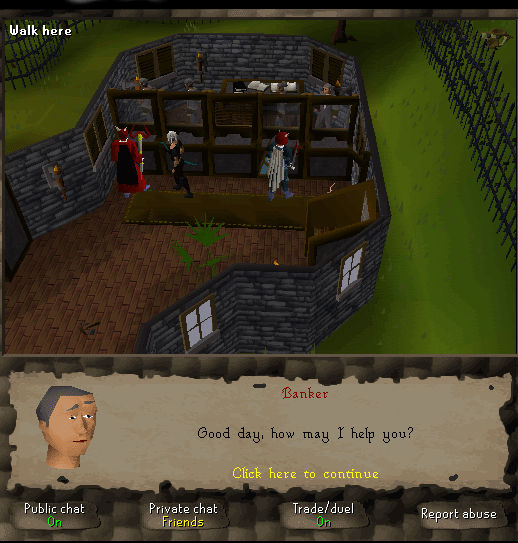 Walk here
Banker
Good day, how may I help you?
Click here to continue
Public chat
On
Private chat
Friends
Trade/duel
On
Report abuse